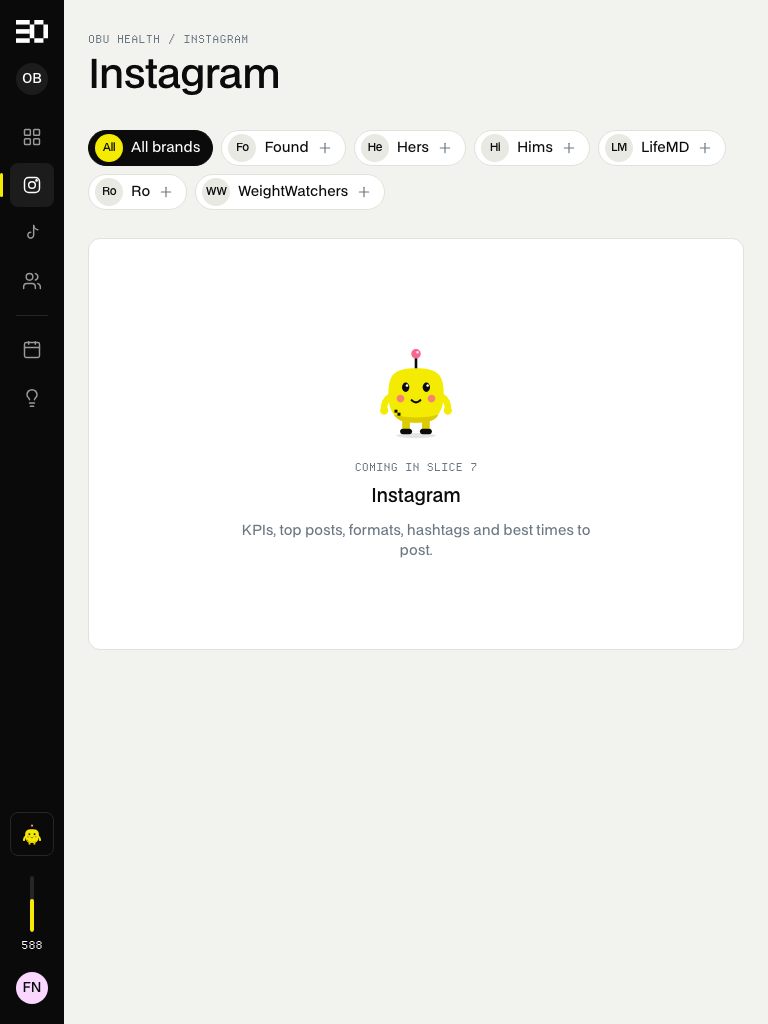 OB
OBU HEALTH / INSTAGRAM
Instagram
All All brands
Fo Found +
He Hers +
Hi Hims +
LM LifeMD +
Ro Ro +
WW WeightWatchers +
COMING IN SLICE 7
Instagram
KPIs, top posts, formats, hashtags and best times to
post.
588
FN